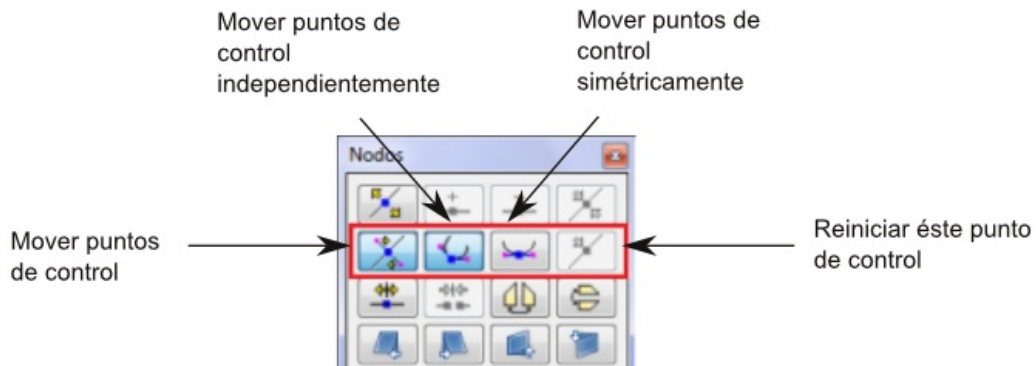 Mover puntos de
control
independientemente
Mover puntos de
control
simétricamente
Nodos
Mover puntos
de control
Reiniciar éste punto
de control